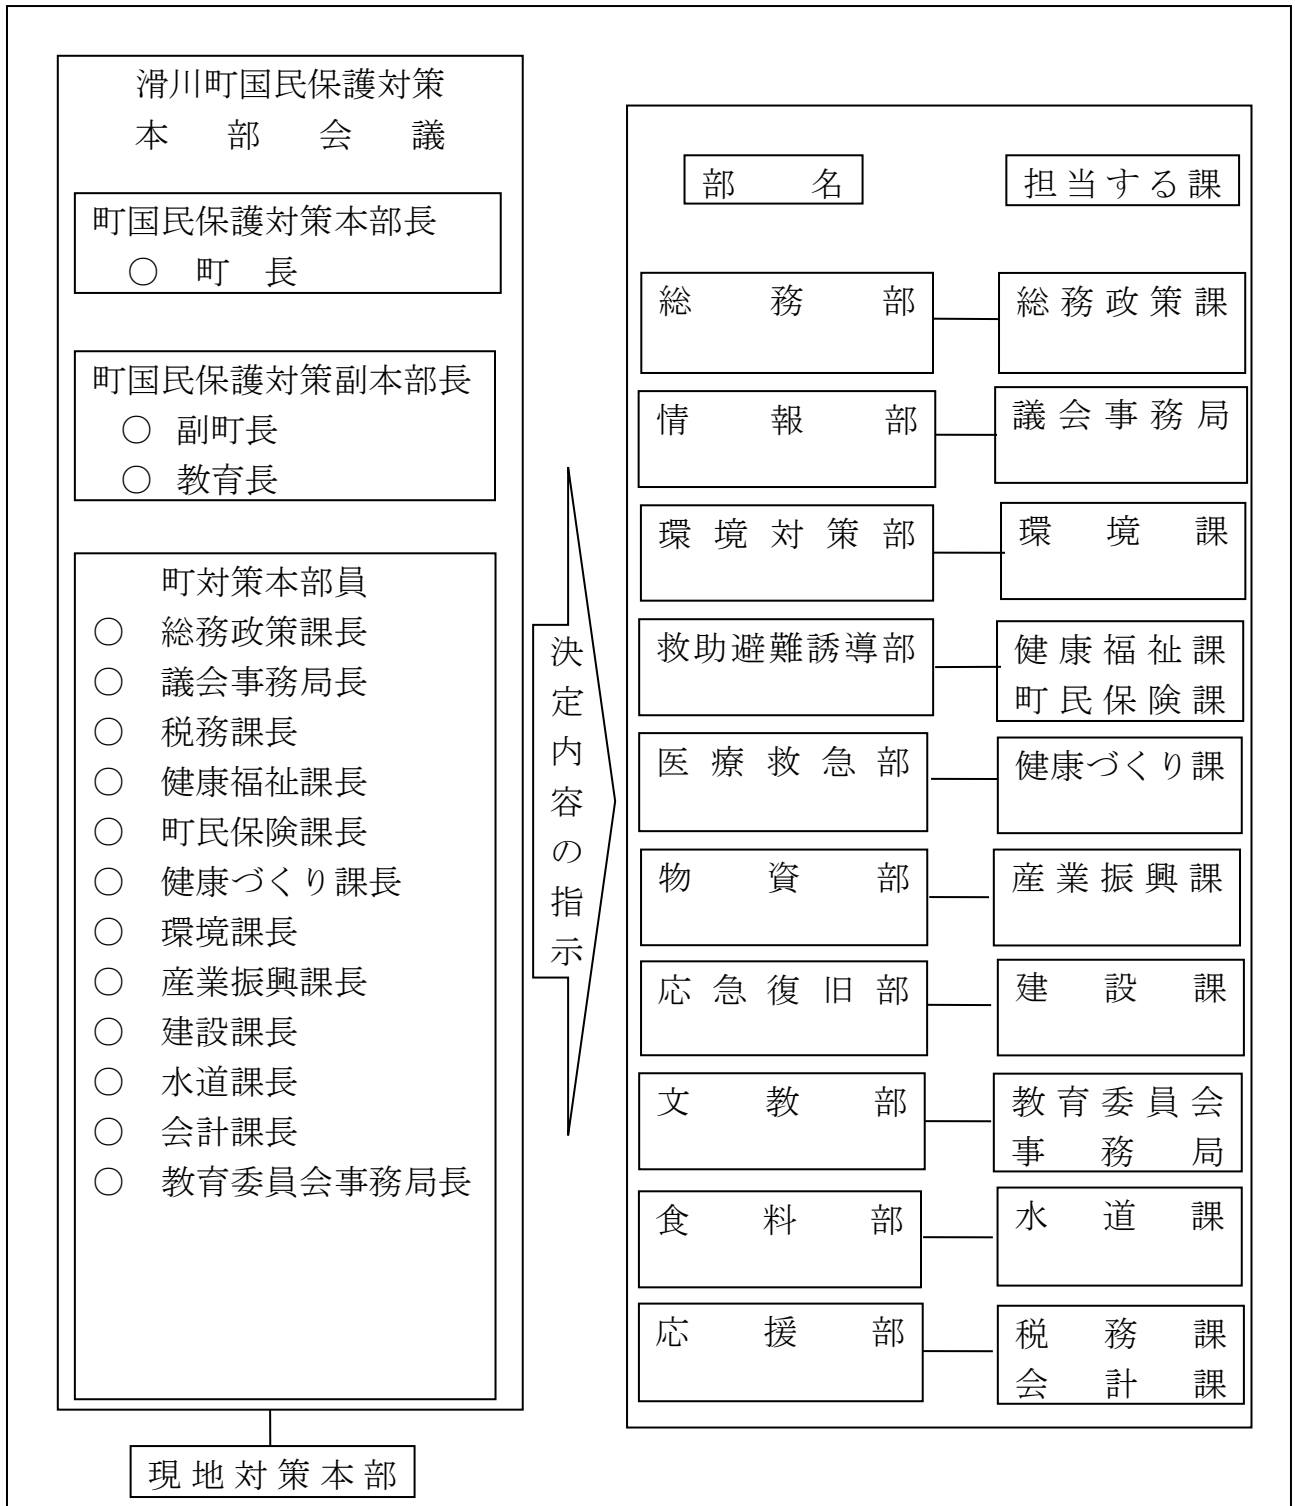 滑川町国民保護対策
本部会議
町国民保護対策本部長
○ 町 長
町国民保護対策副本部長
○ 副町長
○ 教育長
町対策本部員
○ 総務政策課長
○ 議会事務局長
○ 税務課長
○ 健康福祉課長
○ 町民保険課長
○ 健康づくり課長
○ 環境課長
○ 産業振興課長
○ 建設課長
○ 水道課長
○ 会計課長
○ 教育委員会事務局長
現地対策本部
決定内容の指示
部名 担当する課
総務部 総務政策課
情報部 議会事務局
環境対策部 環境課
救助避難誘導部 健康福祉課
町民保険課
医療救急部 健康づくり課
物資部 産業振興課
応急復旧部 建設課
文教部 教育委員会
事務局
食料部 水道課
応援部 税務課
会計課